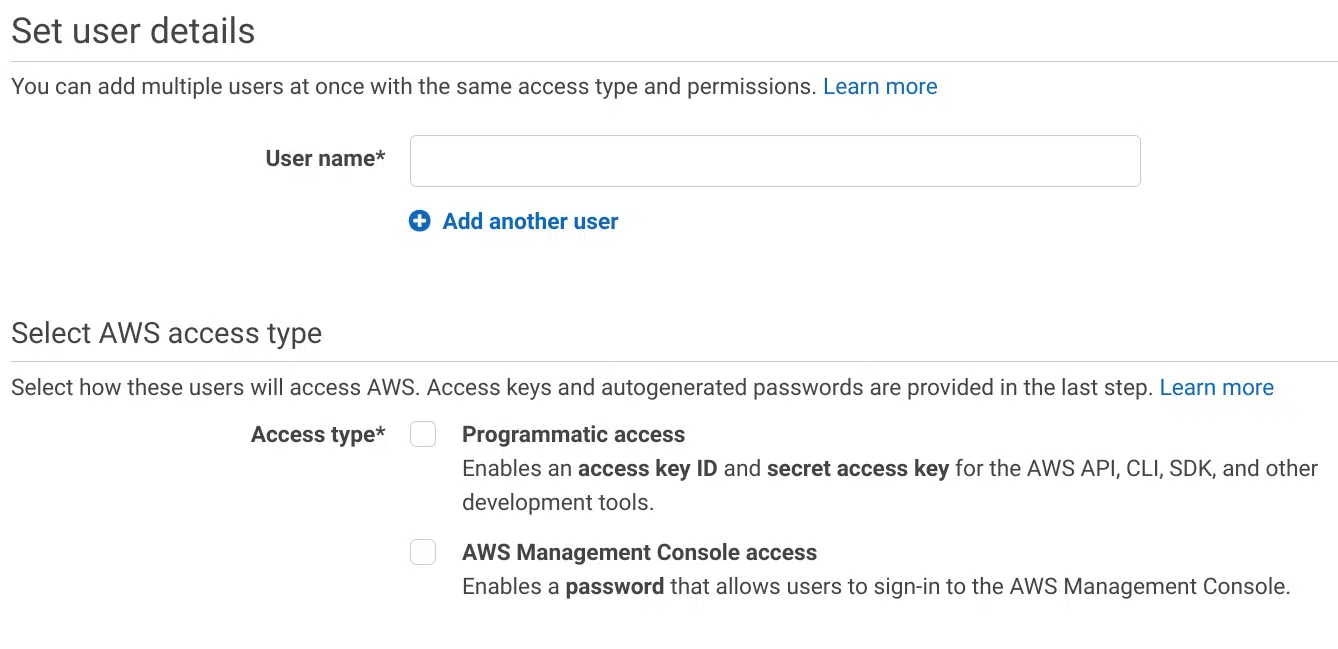 Set user details
You can add multiple users at once with the same access type and permissions. Learn more
User name*
Add another user
Select AWS access type
Select how these users will access AWS. Access keys and autogenerated passwords are provided in the last step. Learn more
Access type* Programmatic access
Enables an access key ID and secret access key for the AWS API, CLI, SDK, and other
development tools.
AWS Management Console access
Enables a password that allows users to sign-in to the AWS Management Console.